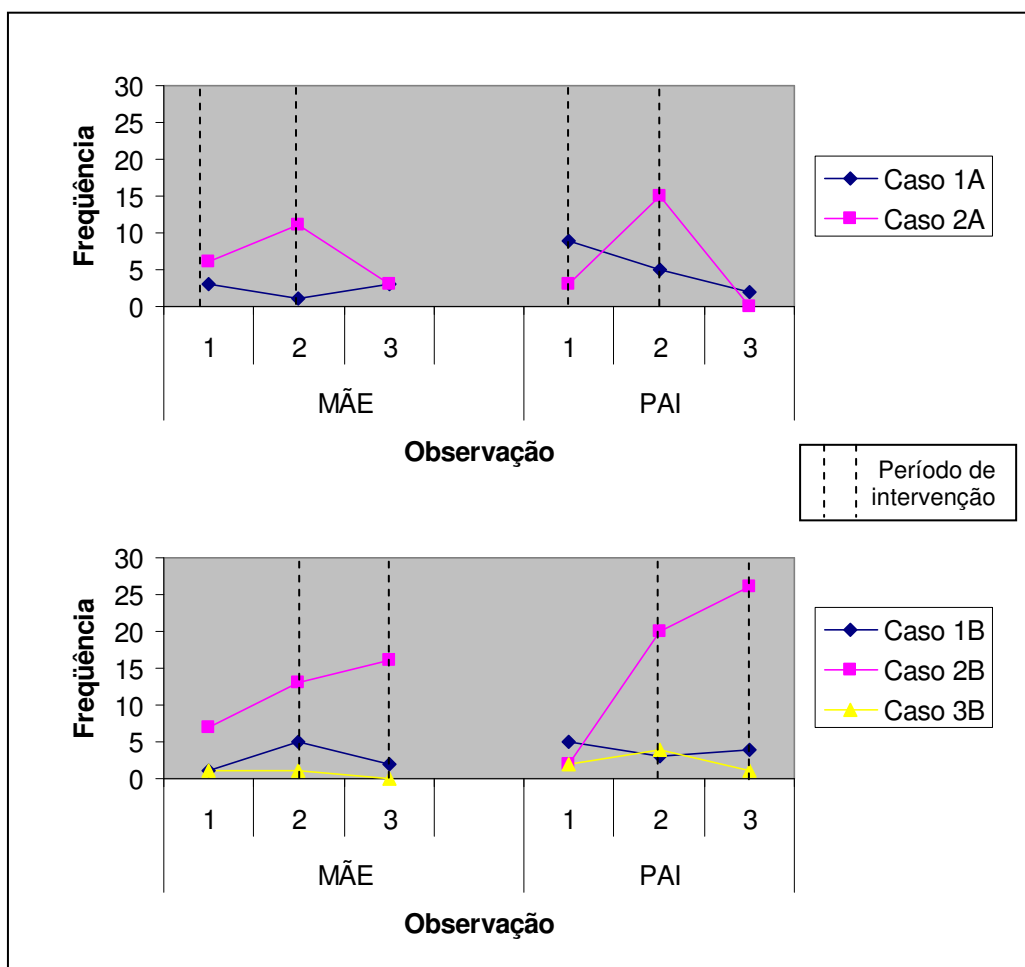 30
25
20
15
10
5
0
Freqüência
1 2 3 1 2 3
MÃE PAI
Observação
Caso 1A
Caso 2A
Período de
intervenção
30
25
20
15
10
5
0
Freqüência
1 2 3 1 2 3
MÃE PAI
Observação
Caso 1B
Caso 2B
Caso 3B